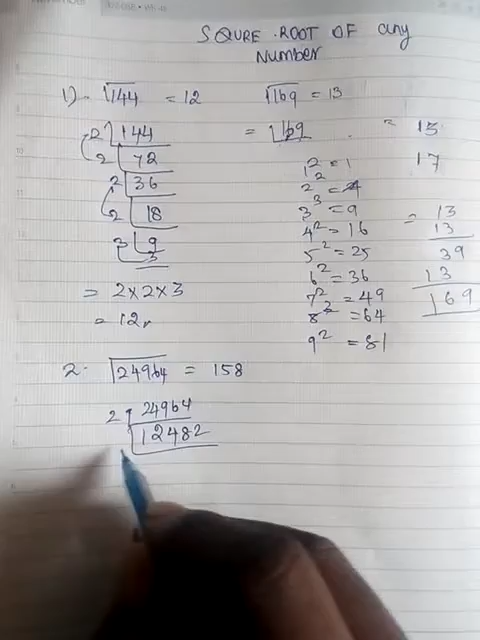 SQURE ROOT OF any
Number
1) √144 = 12
2 144
2 72
2 36
2 18
3 9
3
= 2×2×3
= 12
√169 = 13
= √169
1² = 1
2² = 4
3³ = 9
4² = 16
5² = 25
6² = 36
7² = 49
8² = 64
9² = 81
= 13
17
= 13
13
39
13
169
2. √24964 = 158
2 24964
12482